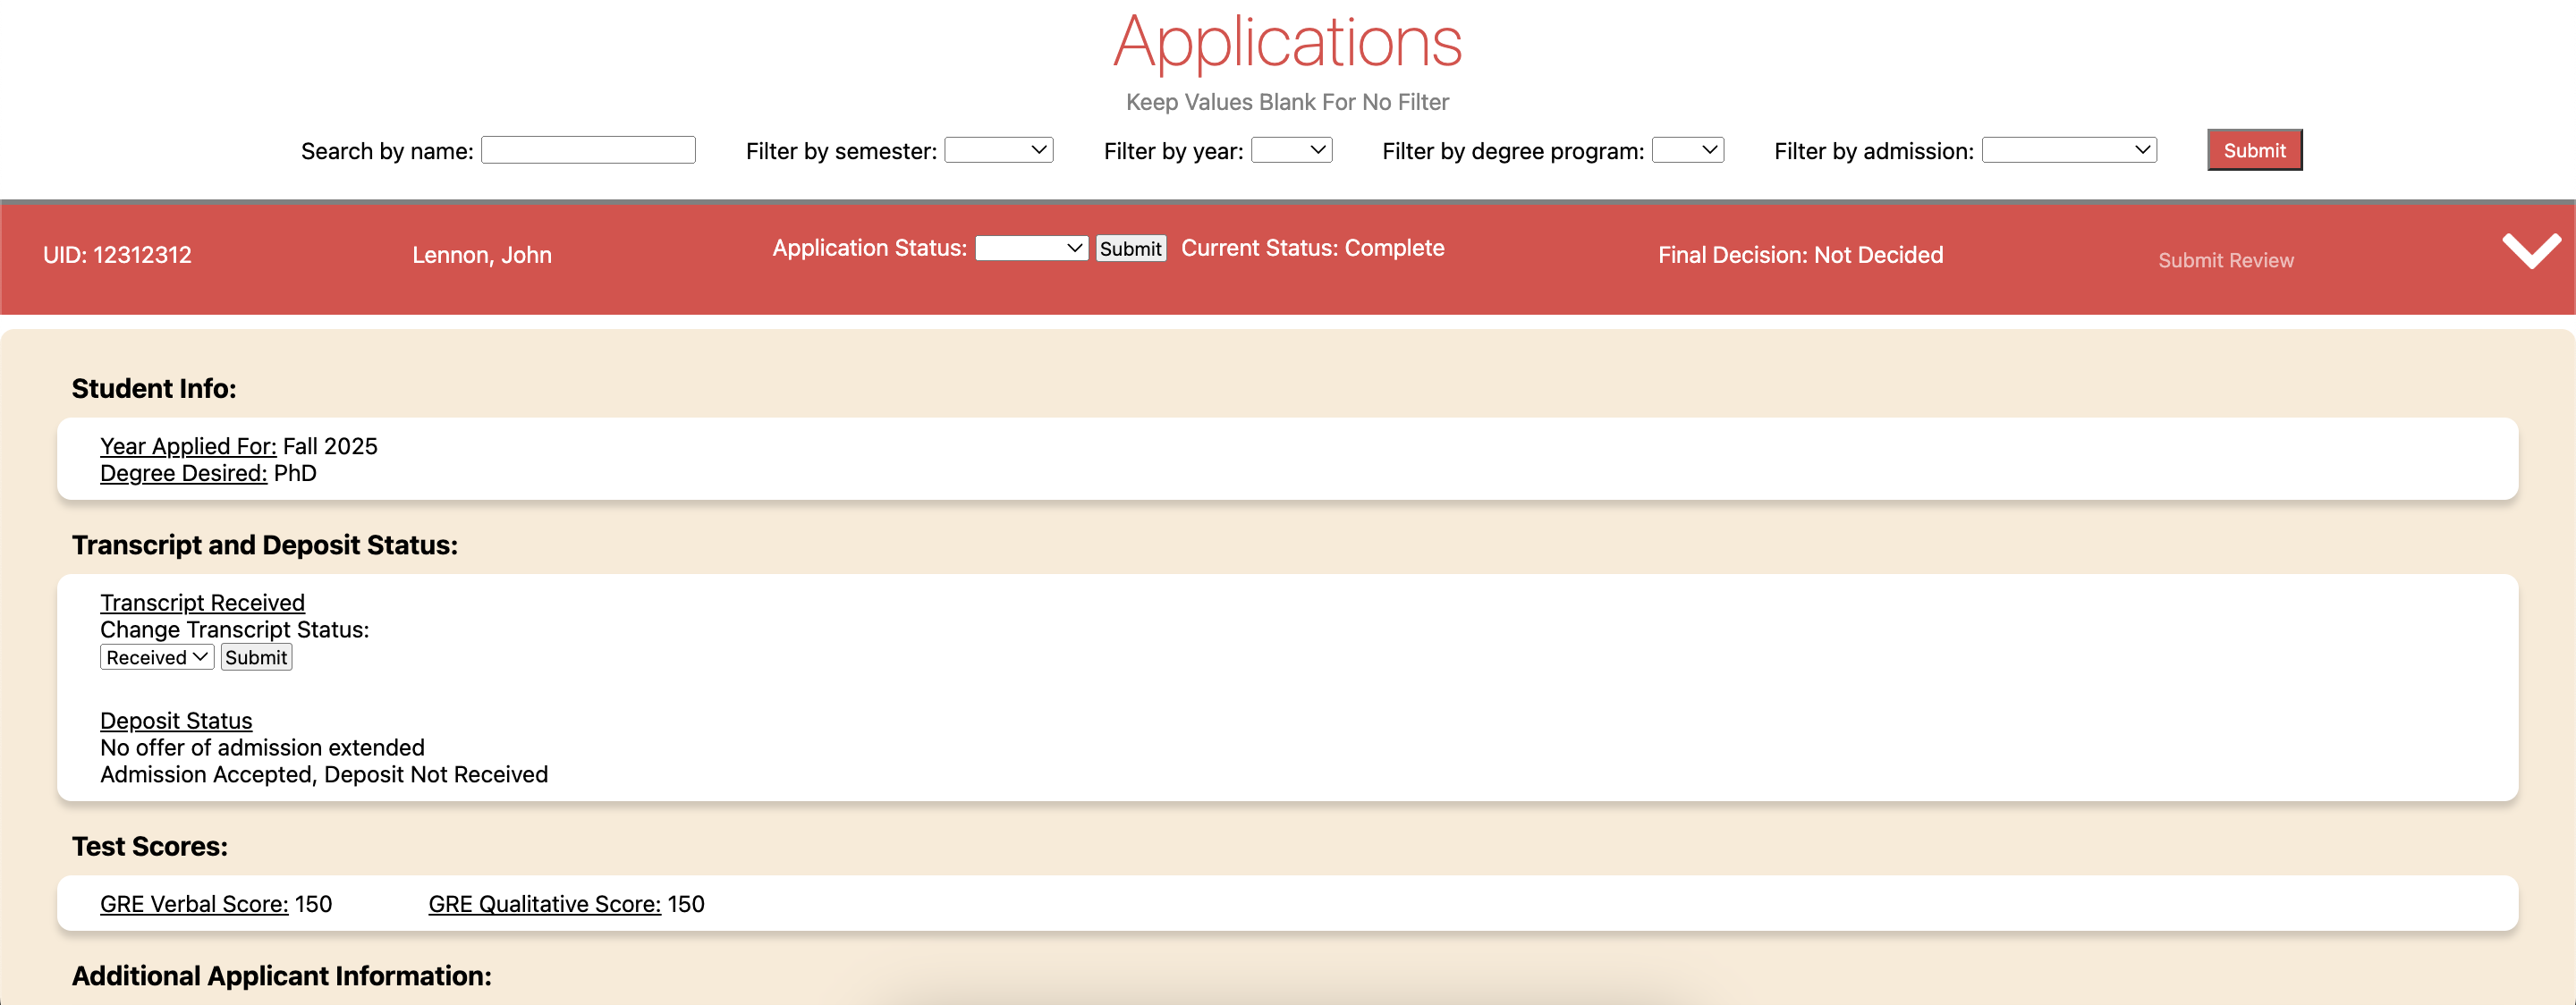 Applications
Keep Values Blank For No Filter
Search by name: Filter by semester: Filter by year: Filter by degree program: Filter by admission: Submit
UID: 12312312 Lennon, John Application Status: Submit Current Status: Complete Final Decision: Not Decided Submit Review
Student Info:
Year Applied For: Fall 2025
Degree Desired: PhD
Transcript and Deposit Status:
Transcript Received
Change Transcript Status:
Received Submit
Deposit Status
No offer of admission extended
Admission Accepted, Deposit Not Received
Test Scores:
GRE Verbal Score: 150 GRE Qualitative Score: 150
Additional Applicant Information: